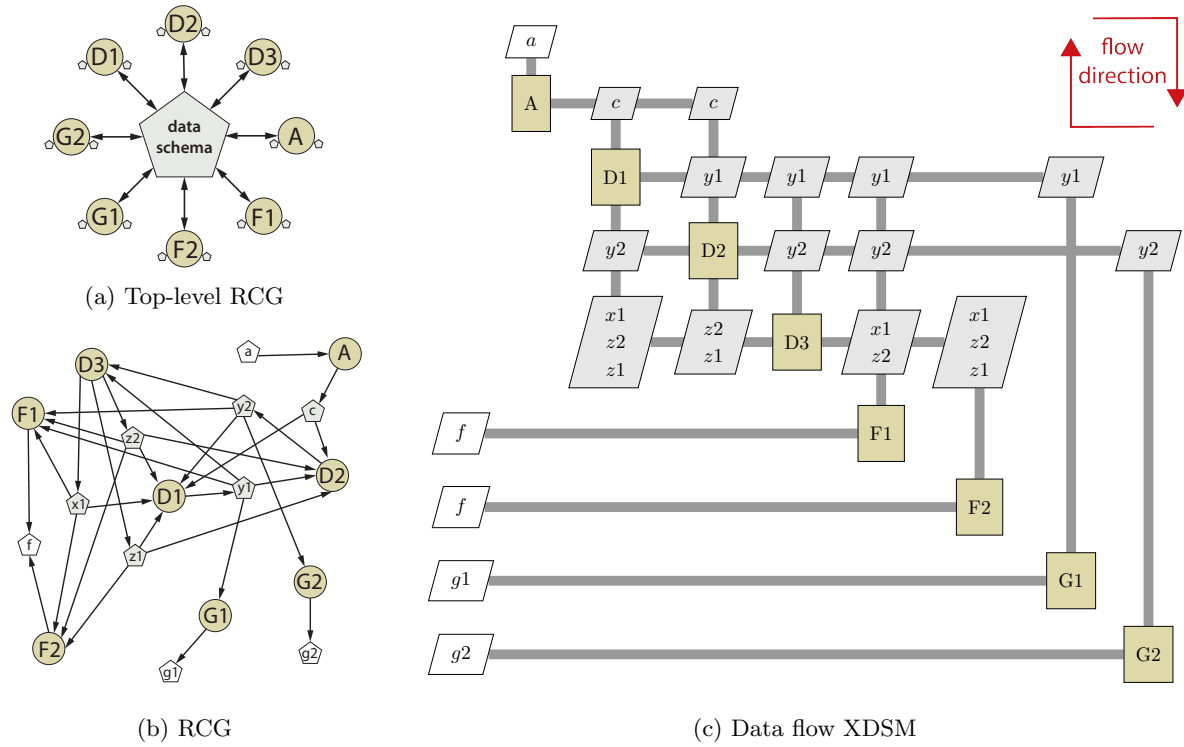 D2
D1
D3
G2
data
schema
A
G1
F1
F2
(a) Top-level RCG
a
A
D3
y2
c
F1
z2
D2
x1
D1
y1
f
z1
G2
G1
F2
g1
g2
(b) RCG
a
flow
direction
A
c
c
D1
y1
y1
y1
y1
y2
D2
y2
y2
y2
x1
z2
z1
z2
z1
D3
x1
z2
x1
z2
z1
f
F1
f
F2
g1
G1
g2
G2
(c) Data flow XDSM